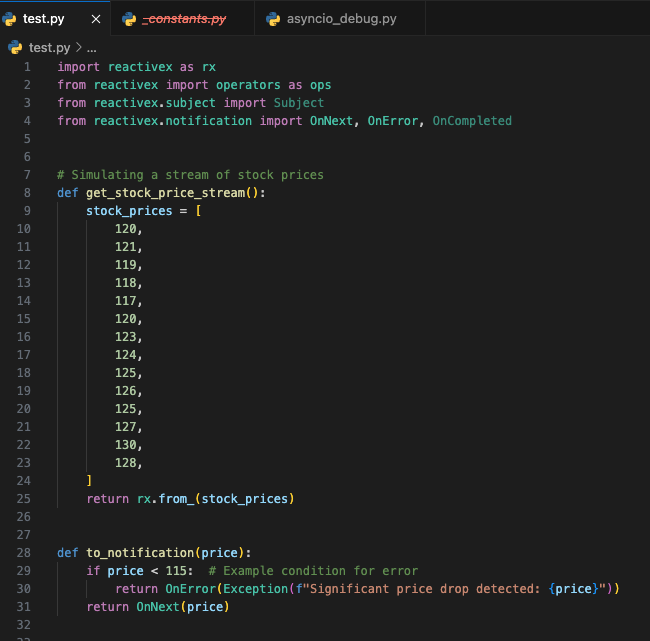 test.py × _constants.py asyncio_debug.py
test.py > ...
1 import reactivex as rx
2 from reactivex import operators as ops
3 from reactivex.subject import Subject
4 from reactivex.notification import OnNext, OnError, OnCompleted
5
6
7 # Simulating a stream of stock prices
8 def get_stock_price_stream():
9     stock_prices = [
10         120,
11         121,
12         119,
13         118,
14         117,
15         120,
16         123,
17         124,
18         125,
19         126,
20         125,
21         127,
22         130,
23         128,
24     ]
25     return rx.from_(stock_prices)
26
27
28 def to_notification(price):
29     if price < 115:  # Example condition for error
30         return OnError(Exception(f"Significant price drop detected: {price}"))
31     return OnNext(price)
32